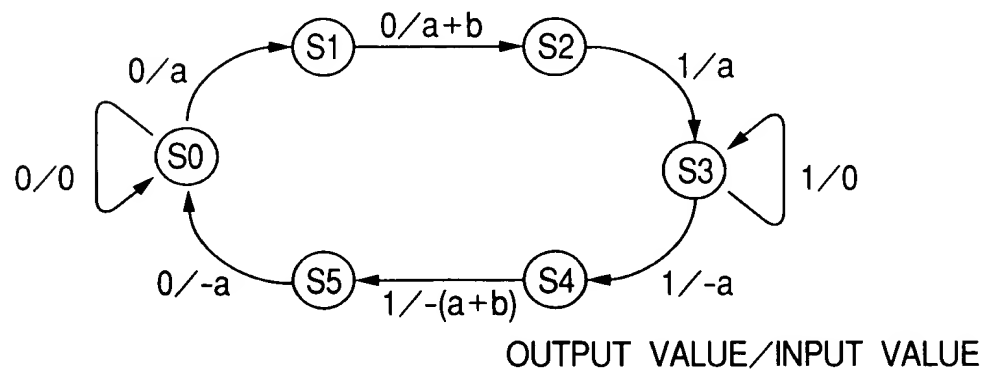 0/a+b
S1
S2
0/a
1/a
S0
0/0
S3
1/0
0/-a
S5
1/-(a+b)
S4
1/-a
OUTPUT VALUE/INPUT VALUE